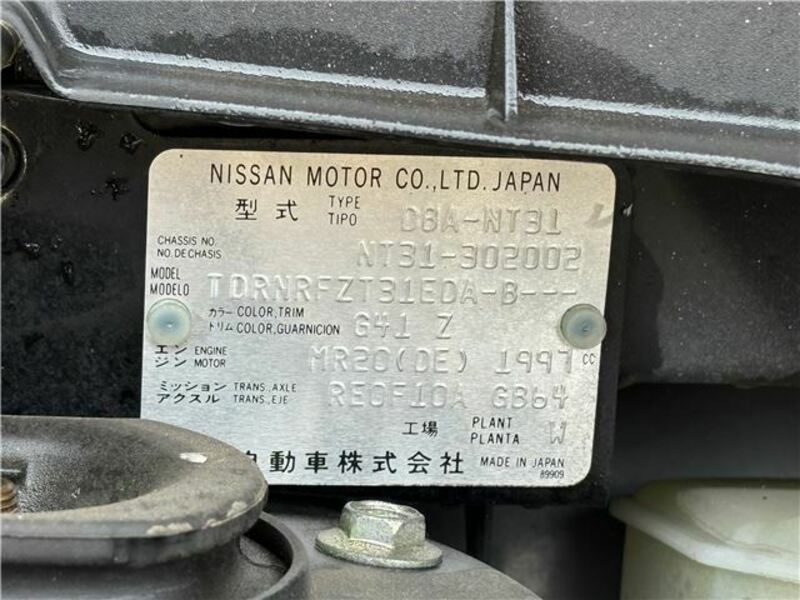 NISSAN MOTOR CO.,LTD. JAPAN
型式 TYPE TIPO DBA-NT31
CHASSIS NO. NO. DE CHASIS NT31-302002
MODEL MODELO TDRNRFZT31EDA-B---
カラー COLOR,TRIM トリム COLOR,GUARNICION G41 Z
エンジン ENGINE MOTOR MR20(DE) 1997 CC
ミッション TRANS.,AXLE アクスル TRANS.,EJE RE0F10A GB64
工場 PLANT PLANTA W
自動車株式会社 MADE IN JAPAN
89909